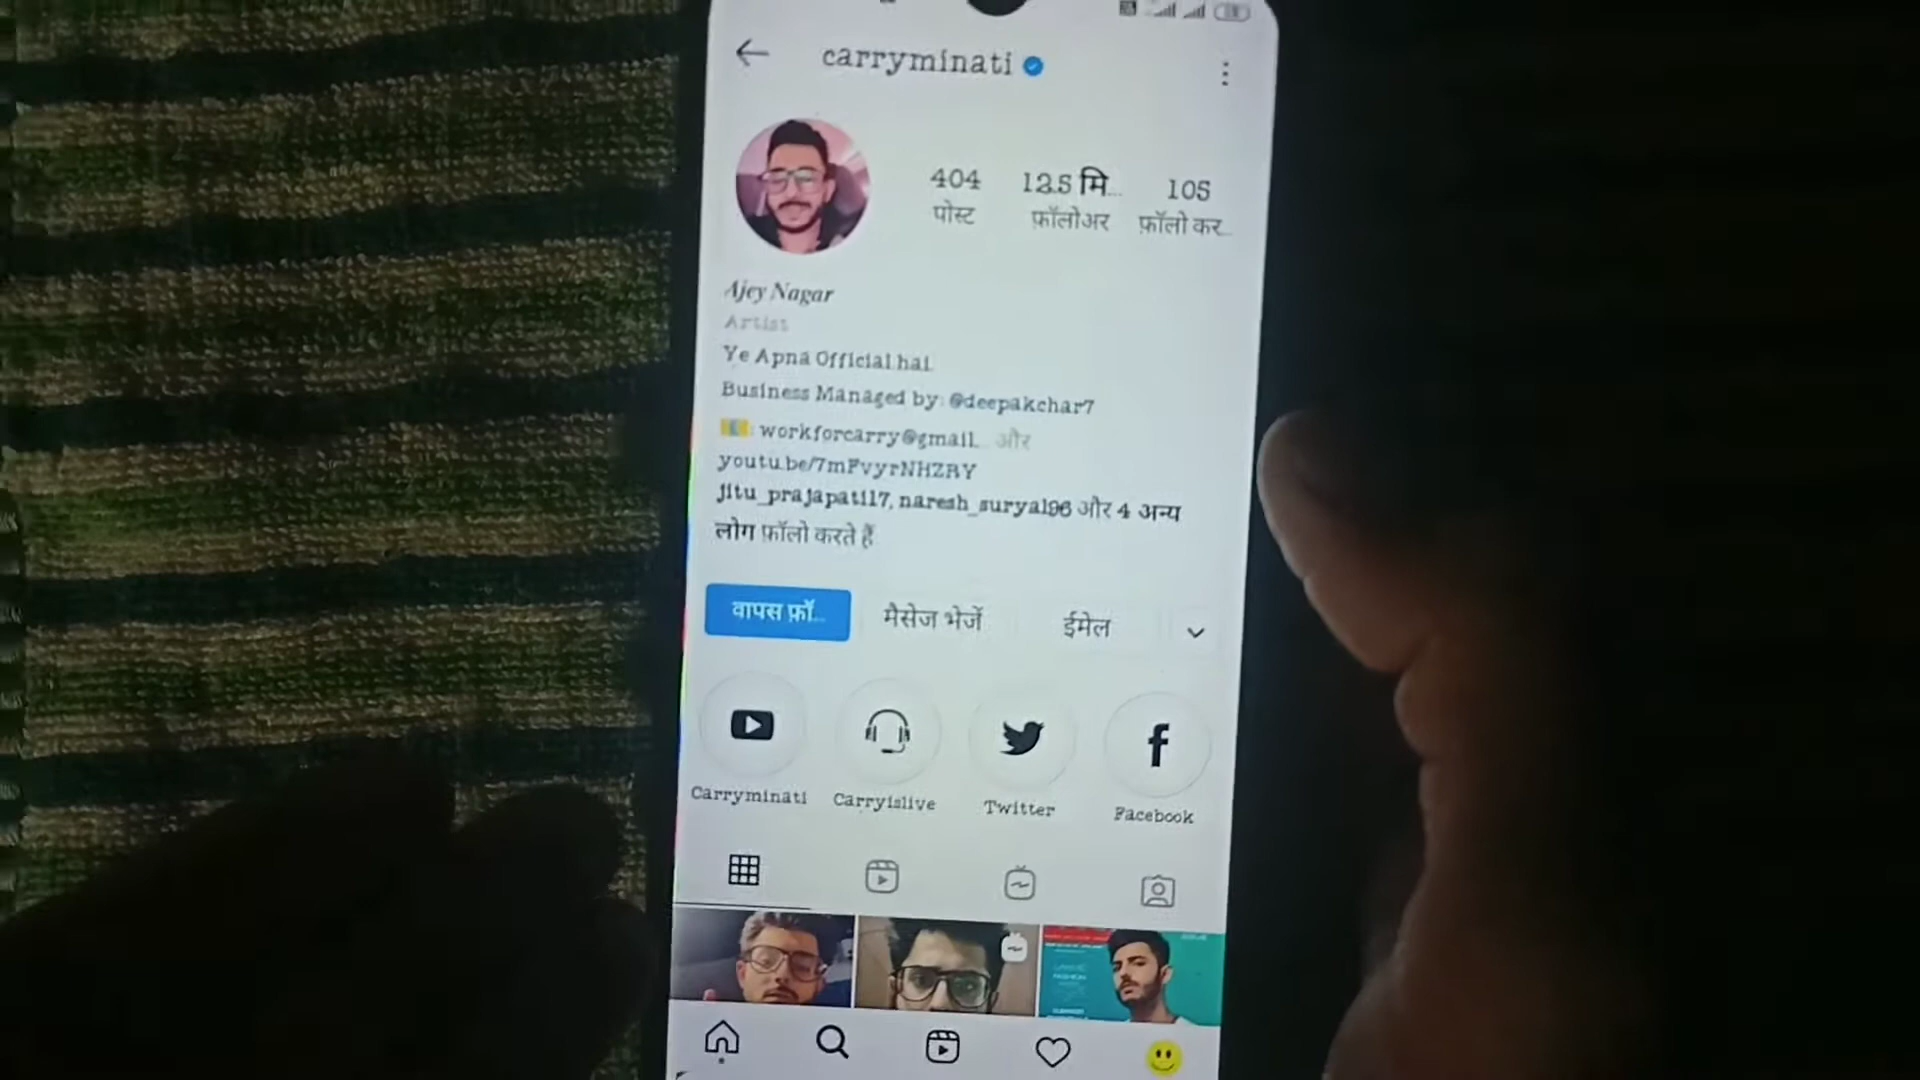 carryminati
404 12.5 मि... 105
पोस्ट फ़ॉलोअर फ़ॉलो कर...
Ajey Nagar
Artist
Ye Apna Official hai.
Business Managed by: @deepakchar7
: workforcarry@gmail... और
youtu.be/7mFvyrNHZRY
jitu_prajapati17, naresh_surya196 और 4 अन्य
लोग फ़ॉलो करते हैं
वापस फ़ॉ... मैसेज भेजें ईमेल
Carryminati Carryislive Twitter Facebook